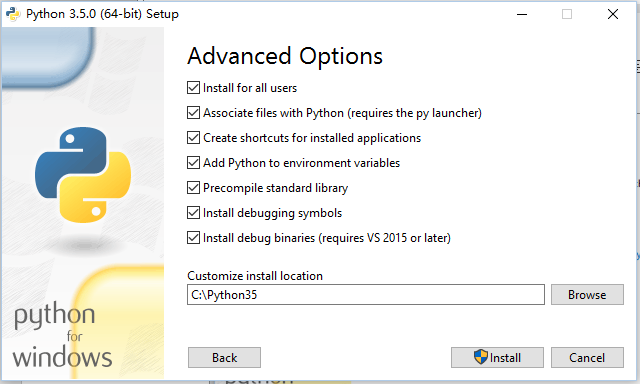 Python 3.5.0 (64-bit) Setup
Advanced Options
Install for all users
Associate files with Python (requires the py launcher)
Create shortcuts for installed applications
Add Python to environment variables
Precompile standard library
Install debugging symbols
Install debug binaries (requires VS 2015 or later)
Customize install location
C:\Python35
Browse
python
for
windows
Back
Install
Cancel